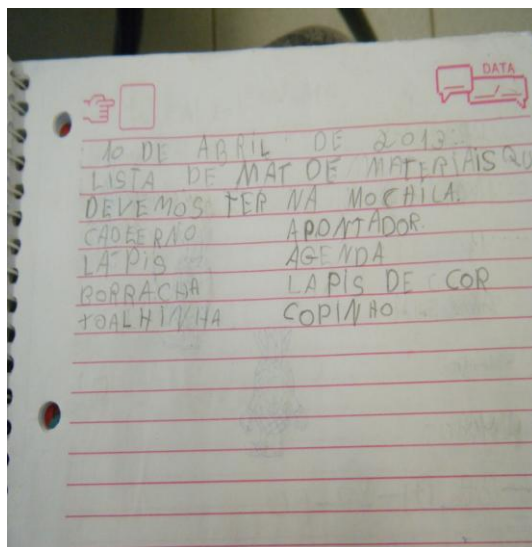 DATA
10 DE ABRIL DE 2013.
LISTA DE MAT DE MATERIAIS QU
DEVEMOS TER NA MOCHILA.
CADERNO APONTADOR.
LÁPIS AGENDA
BORRACHA LAPIS DE COR
TOALHINHA COPINHO